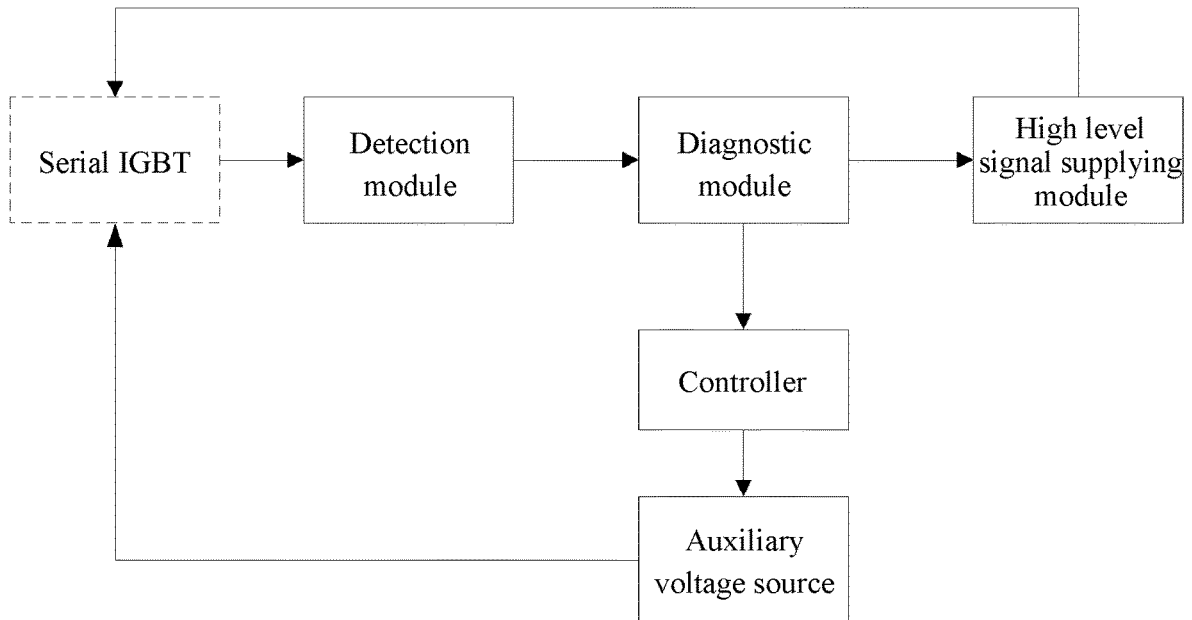 Serial IGBT
Detection
module
Diagnostic
module
High level
signal supplying
module
Controller
Auxiliary
voltage source